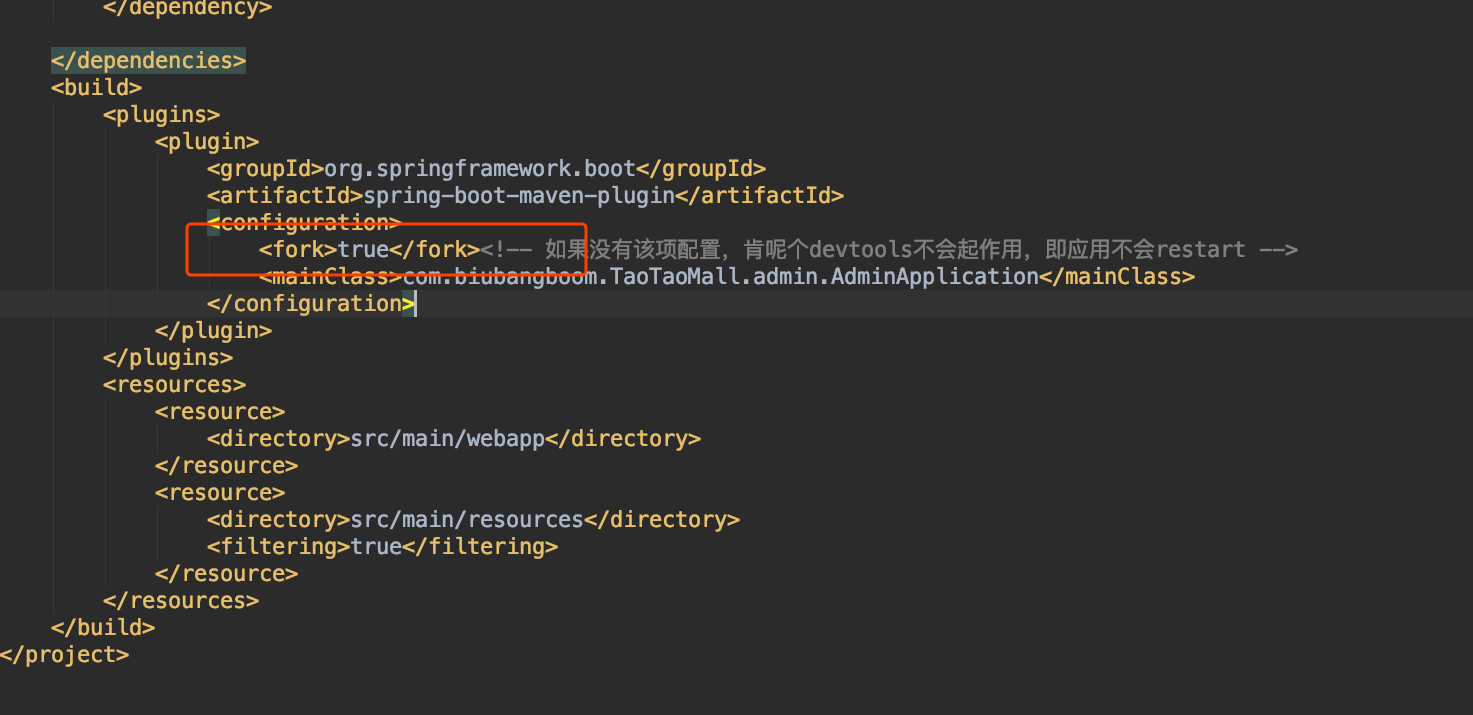 </dependency>
</dependencies>
<build>
<plugins>
<plugin>
<groupId>org.springframework.boot</groupId>
<artifactId>spring-boot-maven-plugin</artifactId>
<configuration>
<fork>true</fork><!-- 如果没有该项配置，肯呢个devtools不会起作用，即应用不会restart -->
<mainClass>com.biubangboom.TaoTaoMall.admin.AdminApplication</mainClass>
</configuration>
</plugin>
</plugins>
<resources>
<resource>
<directory>src/main/webapp</directory>
</resource>
<resource>
<directory>src/main/resources</directory>
<filtering>true</filtering>
</resource>
</resources>
</build>
</project>